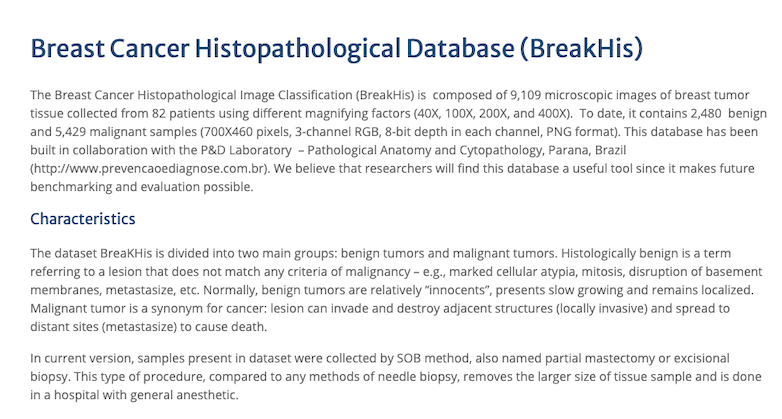 Breast Cancer Histopathological Database (BreakHis)
The Breast Cancer Histopathological Image Classification (BreakHis) is  composed of 9,109 microscopic images of breast tumor
tissue collected from 82 patients using different magnifying factors (40X, 100X, 200X, and 400X).  To date, it contains 2,480  benign
and 5,429 malignant samples (700X460 pixels, 3-channel RGB, 8-bit depth in each channel, PNG format). This database has been
built in collaboration with the P&D Laboratory  – Pathological Anatomy and Cytopathology, Parana, Brazil
(http://www.prevencaoediagnose.com.br). We believe that researchers will find this database a useful tool since it makes future
benchmarking and evaluation possible.
Characteristics
The dataset BreaKHis is divided into two main groups: benign tumors and malignant tumors. Histologically benign is a term
referring to a lesion that does not match any criteria of malignancy – e.g., marked cellular atypia, mitosis, disruption of basement
membranes, metastasize, etc. Normally, benign tumors are relatively “innocents”, presents slow growing and remains localized.
Malignant tumor is a synonym for cancer: lesion can invade and destroy adjacent structures (locally invasive) and spread to
distant sites (metastasize) to cause death.
In current version, samples present in dataset were collected by SOB method, also named partial mastectomy or excisional
biopsy. This type of procedure, compared to any methods of needle biopsy, removes the larger size of tissue sample and is done
in a hospital with general anesthetic.